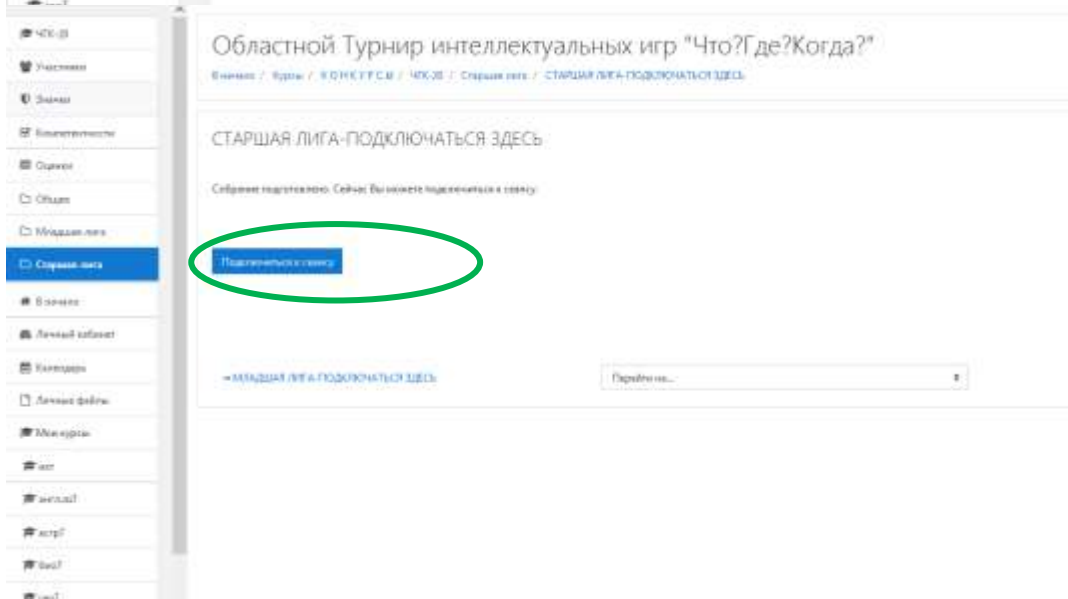 ЧГК-20
Участники
Значки
Компетентности
Оценки
Общее
Младшая лига
Старшая лига
В начало
Личный кабинет
Календарь
Личные файлы
Мои курсы
Областной Турнир интеллектуальных игр "Что?Где?Когда?"
В начало / Курсы / К О Н К У Р С Ы / ЧГК-20 / Старшая лига / СТАРШАЯ ЛИГА-ПОДКЛЮЧАТЬСЯ ЗДЕСЬ
СТАРШАЯ ЛИГА-ПОДКЛЮЧАТЬСЯ ЗДЕСЬ
Собрание подготовлено. Сейчас Вы можете подключиться к сеансу.
Подключиться к сеансу
МЛАДШАЯ ЛИГА-ПОДКЛЮЧАТЬСЯ ЗДЕСЬ
Перейти на...